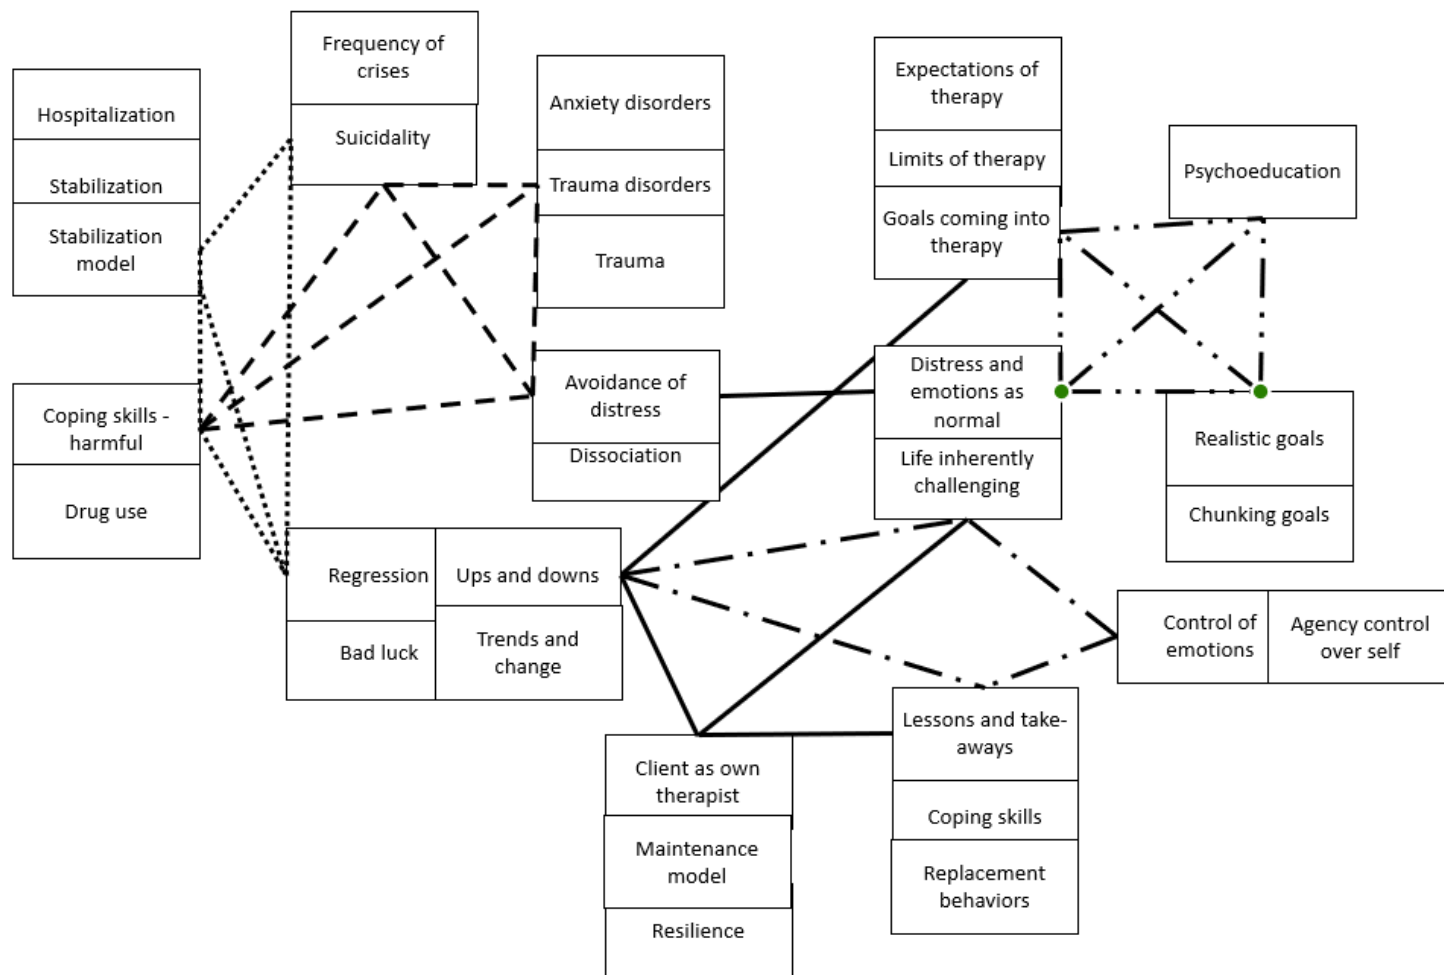 Frequency of
crises
Suicidality
Hospitalization
Stabilization
Stabilization
model
Anxiety disorders
Trauma disorders
Trauma
Expectations of
therapy
Limits of therapy
Goals coming into
therapy
Psychoeducation
Coping skills -
harmful
Drug use
Avoidance of
distress
Dissociation
Distress and
emotions as
normal
Life inherently
challenging
Realistic goals
Chunking goals
Regression
Ups and downs
Bad luck
Trends and
change
Control of
emotions
Agency control
over self
Client as own
therapist
Maintenance
model
Resilience
Lessons and take-
aways
Coping skills
Replacement
behaviors